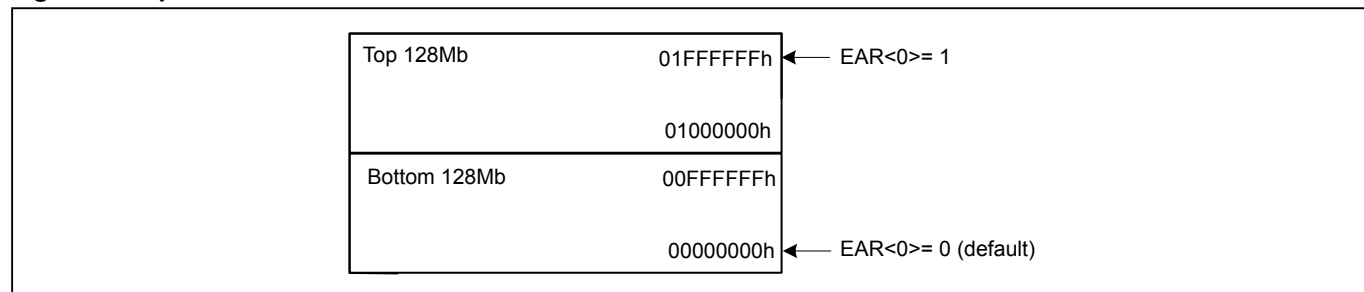 Top 128Mb 01FFFFFFh EAR<0>= 1
01000000h
Bottom 128Mb 00FFFFFFh
00000000h EAR<0>= 0 (default)